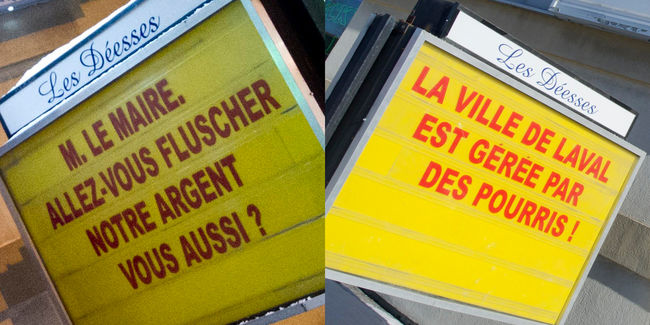 Les Déesses
M. LE MAIRE.
ALLEZ-VOUS FLUSCHER
NOTRE ARGENT
VOUS AUSSI ?
Les Déesses
LA VILLE DE LAVAL
EST GÉRÉE PAR
DES POURRIS !